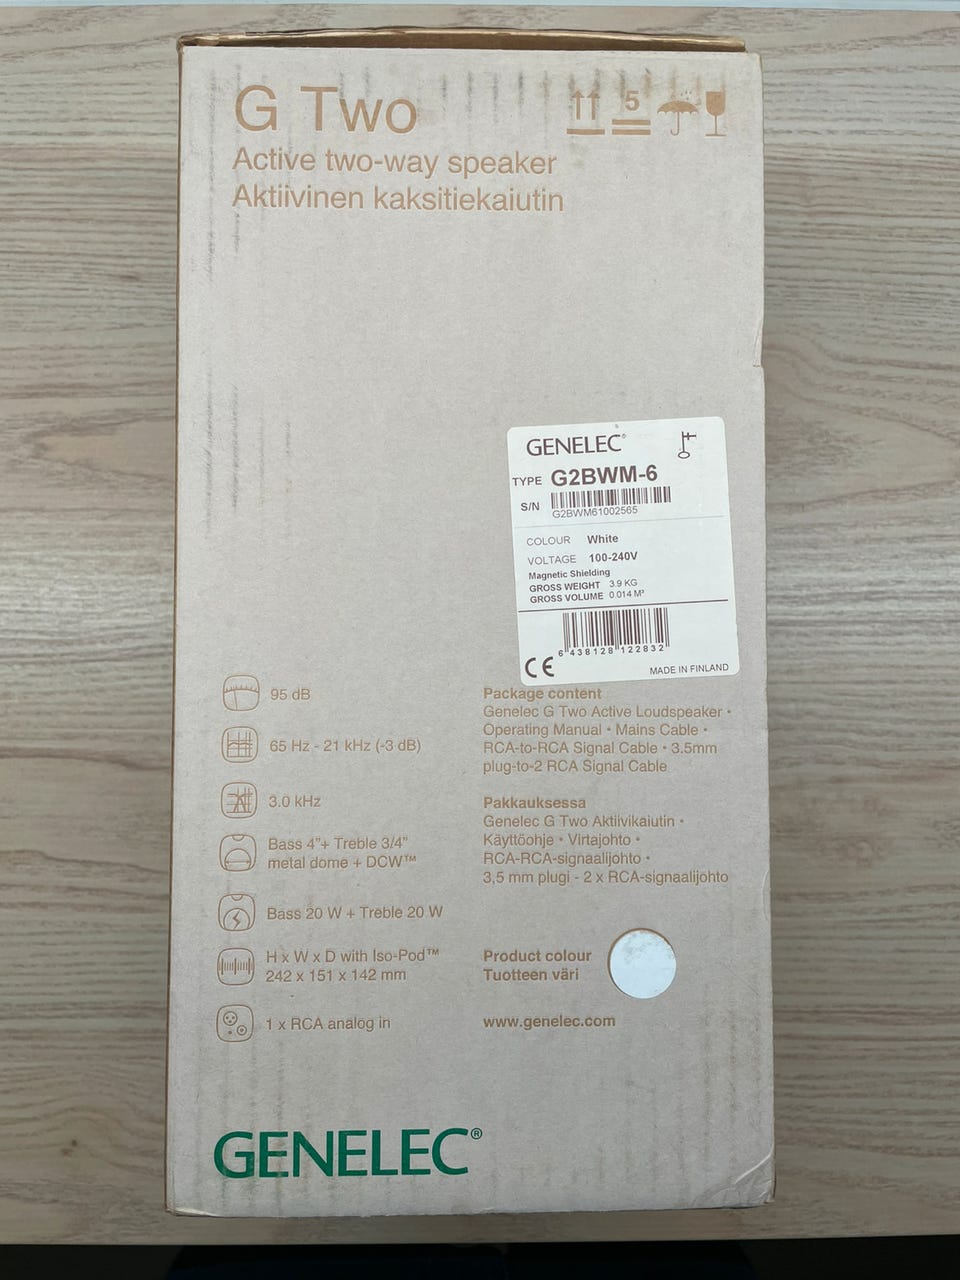 G Two
Active two-way speaker
Aktiivinen kaksitiekaiutin
5
GENELEC®
TYPE G2BWM-6
S/N
G2BWM61002565
COLOUR White
VOLTAGE 100-240V
Magnetic Shielding
GROSS WEIGHT 3.9 KG
GROSS VOLUME 0.014 M³
6 438128 122832
CE
MADE IN FINLAND
95 dB
65 Hz - 21 kHz (-3 dB)
3.0 kHz
Bass 4”+ Treble 3/4"
metal dome + DCW™
Bass 20 W + Treble 20 W
H x W x D with Iso-Pod™
242 x 151 x 142 mm
1 x RCA analog in
Package content
Genelec G Two Active Loudspeaker •
Operating Manual • Mains Cable •
RCA-to-RCA Signal Cable • 3.5mm
plug-to-2 RCA Signal Cable
Pakkauksessa
Genelec G Two Aktiivikaiutin •
Käyttöohje • Virtajohto •
RCA-RCA-signaalijohto •
3,5 mm plugi - 2 x RCA-signaalijohto
Product colour
Tuotteen väri
www.genelec.com
GENELEC®